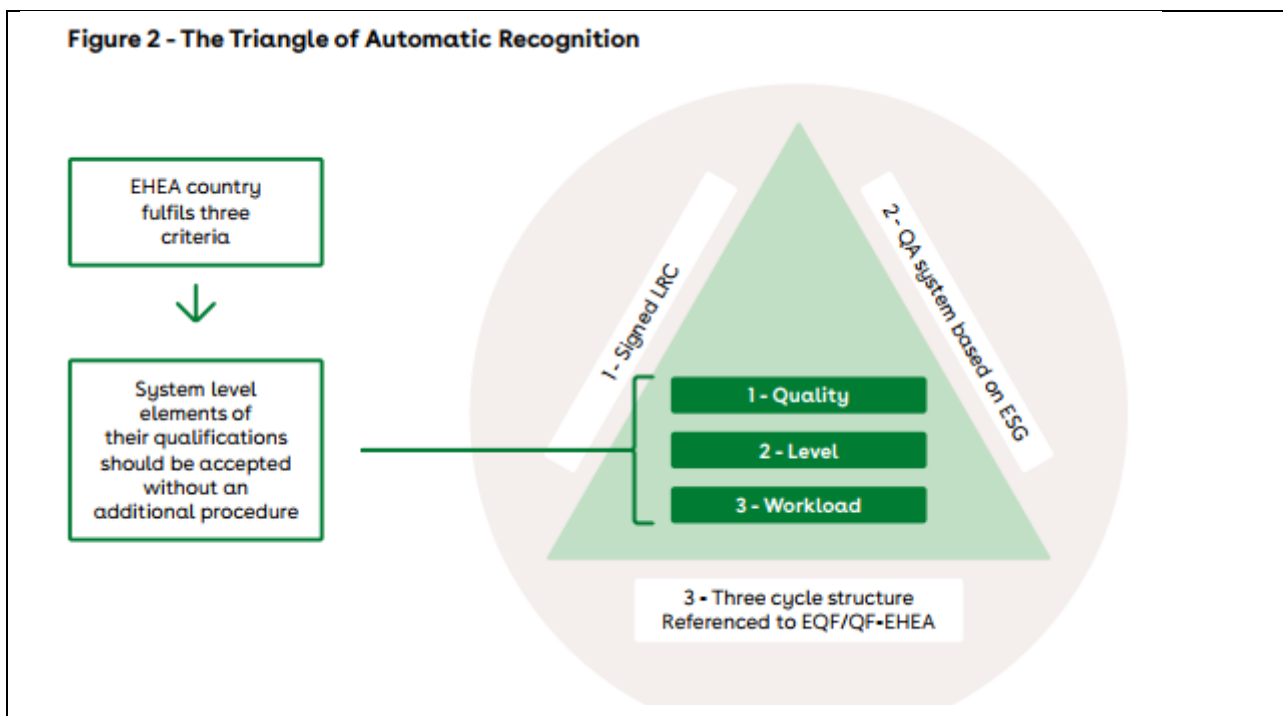 Figure 2 - The Triangle of Automatic Recognition
EHEA country
fulfils three
criteria
System level
elements of
their qualifications
should be accepted
without an
additional procedure
1- Signed LRC
2- QA system based on ESG
1 - Quality
2 - Level
3 - Workload
3 - Three cycle structure
Referenced to EQF/QF-EHEA